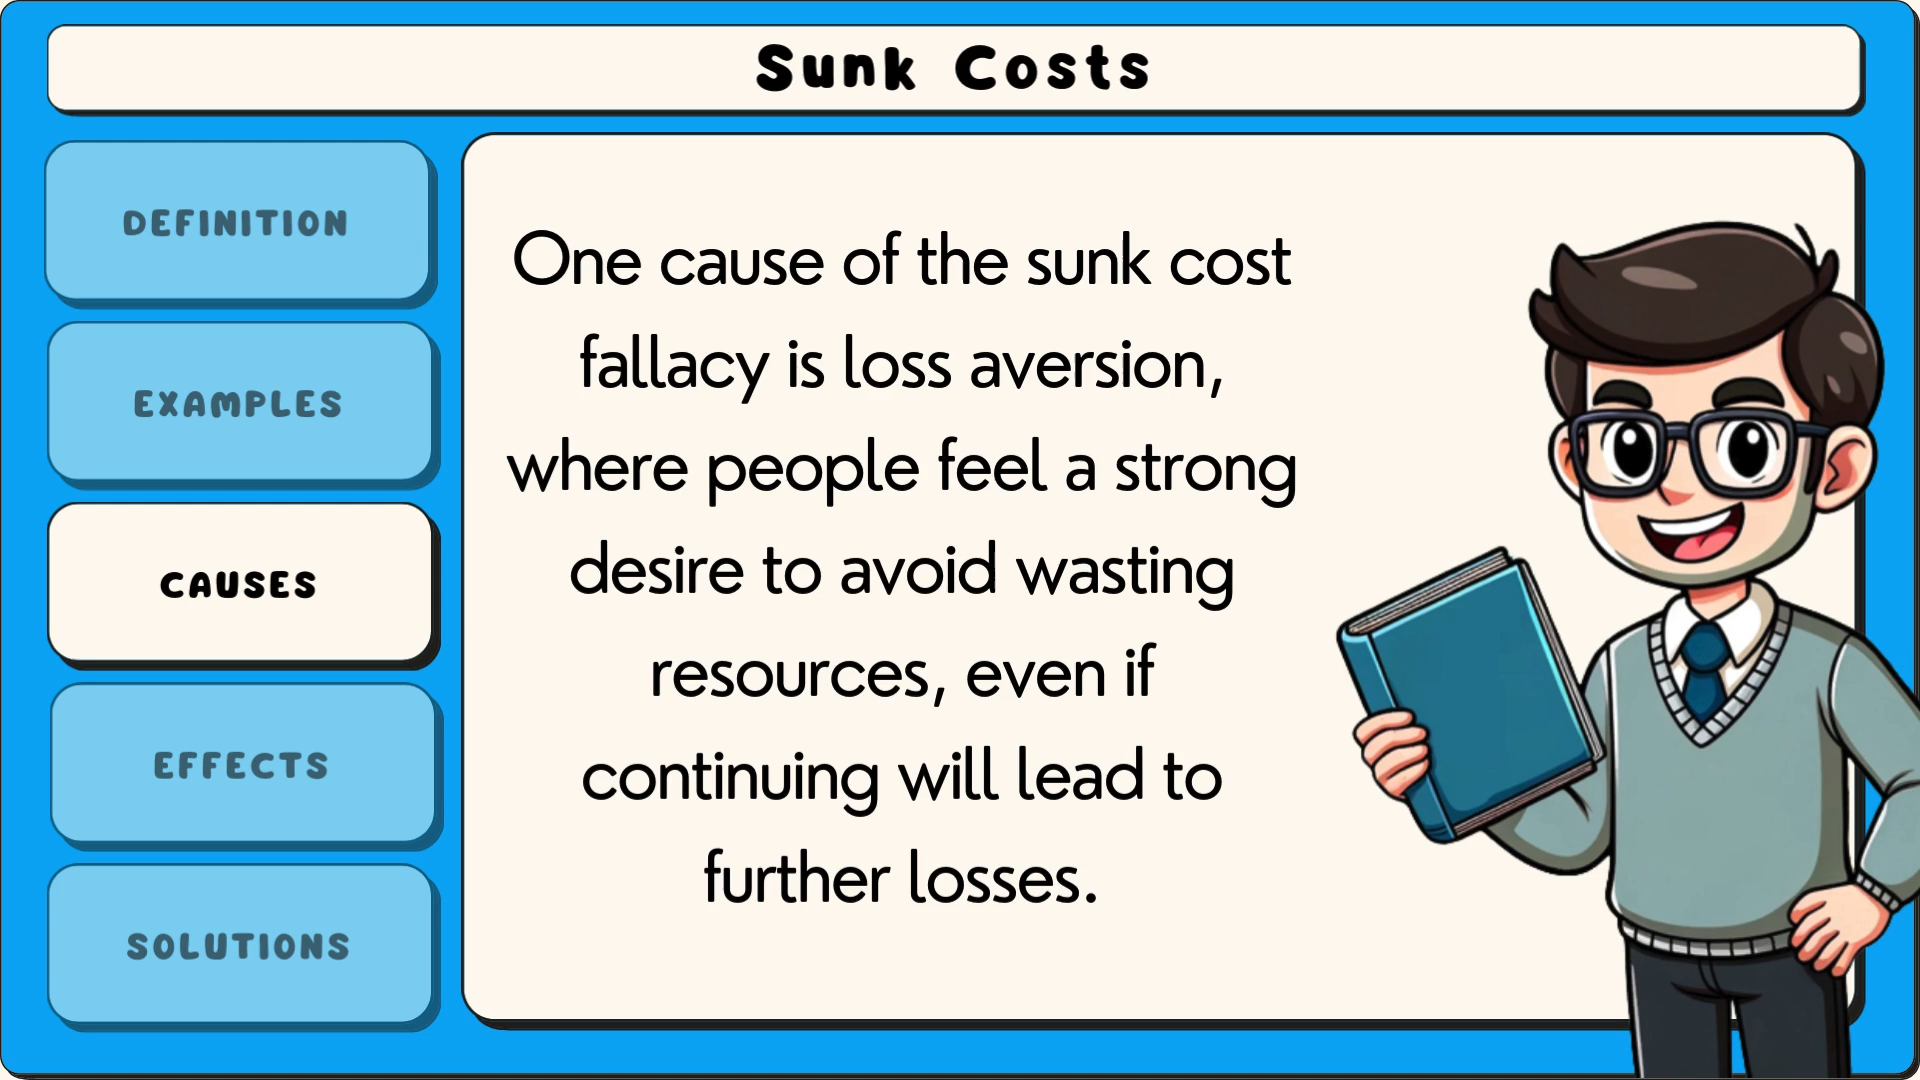 Sunk Costs
DEFINITION
EXAMPLES
CAUSES
EFFECTS
SOLUTIONS
One cause of the sunk cost
fallacy is loss aversion,
where people feel a strong
desire to avoid wasting
resources, even if
continuing will lead to
further losses.